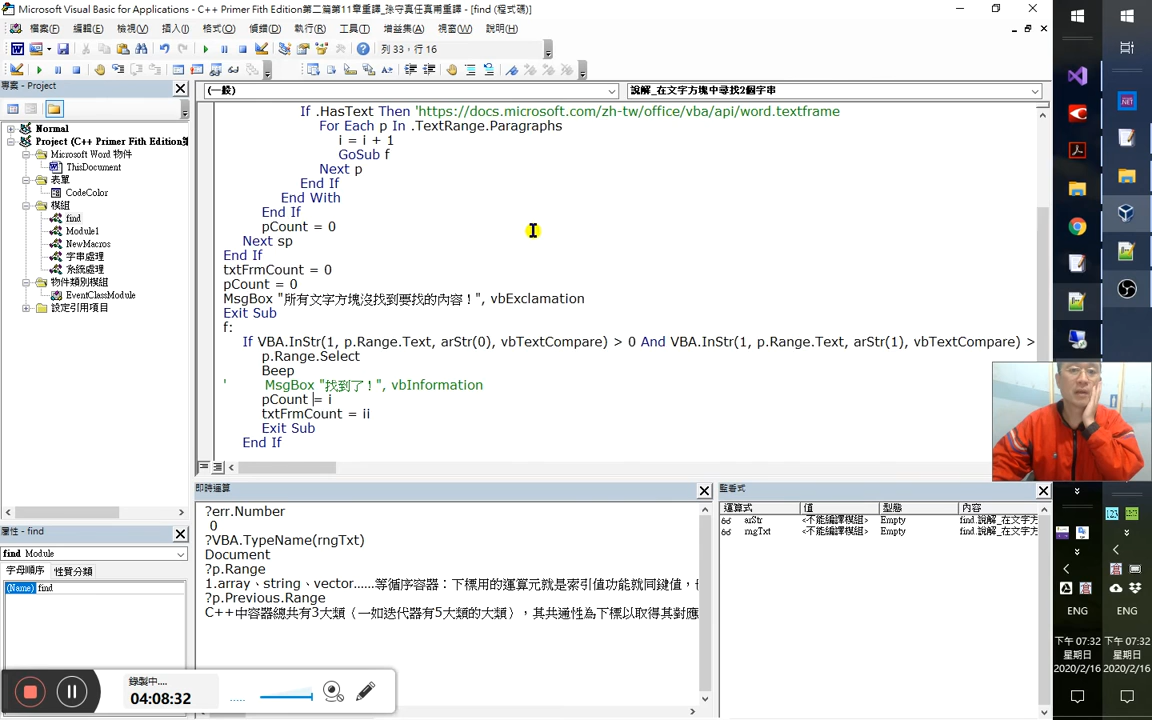 Microsoft Visual Basic for Applications - C++ Primer Fith Edition第二篇第11章重譯_孫守真任真甫重譯 - [find (程式碼)]
檔案(F) 編輯(E) 檢視(V) 插入(I) 格式(O) 偵錯(D) 執行(R) 工具(T) 增益集(A) 視窗(W) 說明(H)
列 33，行 16
專案 - Project
(一般)
說解_在文字方塊中尋找2個字串
Normal
Project (C++ Primer Fith Edition第
Microsoft Word 物件
ThisDocument
表單
CodeColor
模組
find
Module1
NewMacros
字串處理
系統處理
物件類別模組
EventClassModule
設定引用項目
If .HasText Then 'https://docs.microsoft.com/zh-tw/office/vba/api/word.textframe
For Each p In .TextRange.Paragraphs
i = i + 1
GoSub f
Next p
End If
End With
End If
pCount = 0
Next sp
End If
txtFrmCount = 0
pCount = 0
MsgBox "所有文字方塊沒找到要找的內容！", vbExclamation
Exit Sub
f:
If VBA.InStr(1, p.Range.Text, arStr(0), vbTextCompare) > 0 And VBA.InStr(1, p.Range.Text, arStr(1), vbTextCompare) >
p.Range.Select
Beep
' MsgBox "找到了！", vbInformation
pCount = i
txtFrmCount = ii
Exit Sub
End If
屬性 - find
find Module
字母順序 性質分類
(Name) find
即時運算
?err.Number
0
?VBA.TypeName(rngTxt)
Document
?p.Range
1.array、string、vector……等循序容器：下標用的運算元就是索引值功能就同鍵值，
?p.Previous.Range
C++中容器總共有3大類（一如迭代器有5大類的大類），其共通性為下標以取得其對應
監看式
運算式 值 型態 內容
arStr <不能編譯模組> Empty find.說解_在文字方
rngTxt <不能編譯模組> Empty find.說解_在文字方
錄製中....
04:08:32
ENG ENG
下午 07:32 下午 07:32
星期日 星期日
2020/2/16 2020/2/16